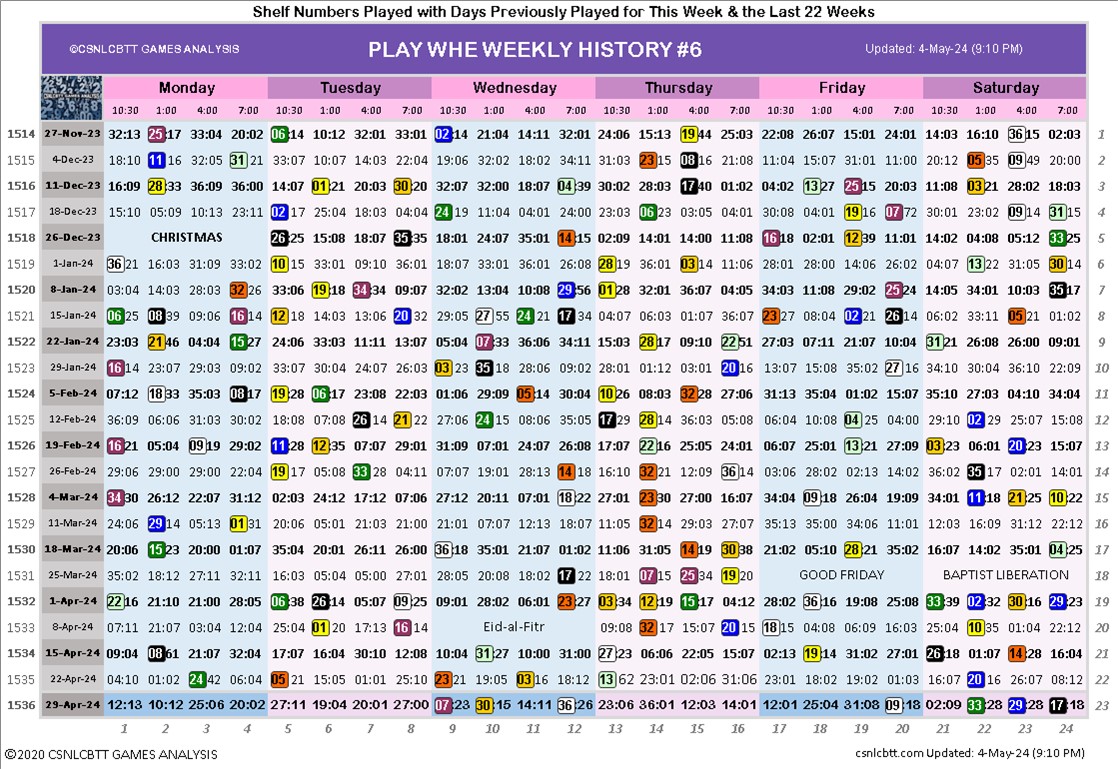 Shelf Numbers Played with Days Previously Played for This Week & the Last 22 Weeks
©CSNLCBTT GAMES ANALYSIS PLAY WHE WEEKLY HISTORY #6 Updated: 4-May-24 (9:10 PM)
Monday Tuesday Wednesday Thursday Friday Saturday
10:30 1:00 4:00 7:00 10:30 1:00 4:00 7:00 10:30 1:00 4:00 7:00 10:30 1:00 4:00 7:00 10:30 1:00 4:00 7:00 10:30 1:00 4:00 7:00
1514 27-Nov-23 32:13 25:17 33:04 20:02 06:14 10:12 32:01 33:01 02:14 21:04 14:11 32:01 24:06 15:13 19:44 25:03 22:08 26:07 15:01 24:01 14:03 16:10 36:15 02:03 1
1515 4-Dec-23 18:10 11:16 32:05 31:21 33:07 10:07 14:03 22:04 19:06 32:02 18:02 34:11 31:03 23:15 08:16 21:08 11:04 15:07 31:01 11:00 20:12 05:35 09:49 20:00 2
1516 11-Dec-23 16:09 28:33 36:09 36:00 14:07 01:21 20:03 30:20 32:07 32:00 18:07 04:39 30:02 28:03 17:40 01:02 04:02 13:27 25:15 20:03 11:08 03:21 28:02 18:03 3
1517 18-Dec-23 15:10 05:09 10:13 23:11 02:17 25:04 18:03 04:04 24:19 11:04 04:01 24:00 23:03 06:23 03:05 04:01 30:08 04:01 19:16 07:72 30:01 23:02 09:14 31:15 4
1518 26-Dec-23 CHRISTMAS 26:25 15:08 18:07 35:35 18:01 24:07 35:01 14:15 02:09 14:01 14:00 11:08 16:18 02:01 12:39 11:01 14:02 04:08 05:12 33:25 5
1519 1-Jan-24 36:21 16:03 31:09 33:02 10:15 33:01 09:10 36:01 18:07 33:01 36:01 26:08 28:19 36:01 03:14 11:06 28:01 28:00 14:06 26:02 04:07 13:22 31:05 30:14 6
1520 8-Jan-24 03:04 14:03 28:03 32:26 33:06 19:18 34:34 09:07 32:02 13:04 10:08 29:56 01:28 32:01 36:07 04:05 34:03 11:08 29:02 25:24 14:05 34:01 10:03 35:17 7
1521 15-Jan-24 06:25 08:39 09:06 16:14 12:18 14:03 13:06 20:32 29:05 27:55 24:21 17:34 04:07 06:03 01:07 36:07 23:27 08:04 02:21 26:14 06:02 33:11 05:21 01:02 8
1522 22-Jan-24 23:03 21:46 04:04 15:27 24:06 33:03 11:11 13:07 05:04 07:33 06:11 34:11 15:03 28:17 09:10 22:51 27:03 07:11 21:07 10:04 31:21 26:08 26:00 09:01 9
1523 29-Jan-24 16:14 23:07 29:03 09:02 33:07 30:04 24:05 36:07 03:23 35:18 28:06 09:02 28:01 01:12 03:01 20:16 13:07 15:08 35:02 27:16 34:10 30:04 36:10 22:09 10
1524 5-Feb-24 07:12 18:33 35:03 08:17 19:28 06:17 23:08 22:03 01:06 29:09 05:14 30:04 10:26 08:03 32:28 27:06 31:13 35:04 01:02 15:07 35:10 27:03 04:10 34:04 11
1525 12-Feb-24 36:09 06:06 31:03 30:02 18:08 07:08 26:14 21:22 27:06 24:15 08:06 35:05 17:29 28:14 36:03 05:08 06:05 33:07 04:25 04:00 29:10 02:29 25:07 15:08 12
1526 19-Feb-24 16:21 05:04 09:19 29:02 11:28 12:35 07:07 29:01 31:09 07:01 24:07 26:08 17:07 22:16 25:05 24:01 06:07 25:01 13:21 27:09 03:23 06:01 20:23 15:07 13
1527 26-Feb-24 29:06 29:00 29:00 22:04 19:17 05:08 33:28 04:11 07:07 19:01 28:13 14:18 16:10 32:21 12:09 36:14 03:06 18:08 02:13 14:02 36:02 35:17 02:01 14:01 14
1528 4-Mar-24 34:30 26:12 22:07 31:12 02:03 24:12 17:12 07:06 27:12 20:11 07:01 18:22 27:01 23:30 27:00 16:07 34:04 09:18 26:04 19:09 34:01 11:18 21:25 10:22 15
1529 11-Mar-24 24:06 29:14 05:13 01:31 20:06 05:01 21:03 21:00 21:01 07:07 12:13 18:07 11:05 32:14 29:03 27:07 35:13 35:00 34:06 11:01 12:03 16:09 31:12 22:12 16
1530 18-Mar-24 20:06 15:23 20:00 01:07 35:04 20:01 26:11 26:00 36:18 35:01 21:07 01:02 11:06 31:05 14:19 30:38 21:02 05:10 28:21 07:09 16:07 14:02 35:01 04:25 17
1531 25-Mar-24 35:02 18:12 27:11 32:11 16:03 05:04 05:00 27:01 28:05 20:08 18:02 17:22 18:01 07:15 25:34 19:20 GOOD FRIDAY BAPTIST LIBERATION 18
1532 1-Apr-24 22:16 21:10 21:00 28:05 06:38 26:14 05:07 09:25 09:01 28:02 06:01 23:27 03:34 12:19 15:17 04:12 28:02 36:16 19:08 25:08 33:39 02:32 30:16 29:23 19
1533 8-Apr-24 07:11 21:07 03:04 12:04 25:04 01:20 17:13 16:14 Eid-al-Fitr 09:08 32:17 15:07 20:15 18:15 04:08 06:09 16:03 21:09 10:35 01:04 22:12 20
1534 15-Apr-24 09:04 08:61 21:07 32:04 17:07 16:04 30:10 12:08 10:04 31:27 10:00 31:00 27:23 06:06 22:05 15:07 02:13 19:14 31:02 27:01 26:18 01:07 14:28 16:04 21
1535 22-Apr-24 04:10 01:02 24:42 06:04 05:21 15:05 01:01 25:10 23:21 19:05 03:16 18:12 13:62 23:01 02:06 31:06 23:01 18:02 19:02 01:03 16:07 20:16 26:07 08:12 22
1536 29-Apr-24 12:13 10:12 25:06 20:02 27:11 19:04 20:01 27:00 07:23 30:15 14:11 36:26 23:06 36:01 12:03 14:01 12:01 25:04 31:08 09:18 02:09 33:28 29:28 17:18 23
1 2 3 4 5 6 7 8 9 10 11 12 13 14 15 16 17 18 19 20 21 22 23 24
©2020 CSNLCBTT GAMES ANALYSIS csnlcbtt.com Updated: 4-May-24 (9:10 PM)